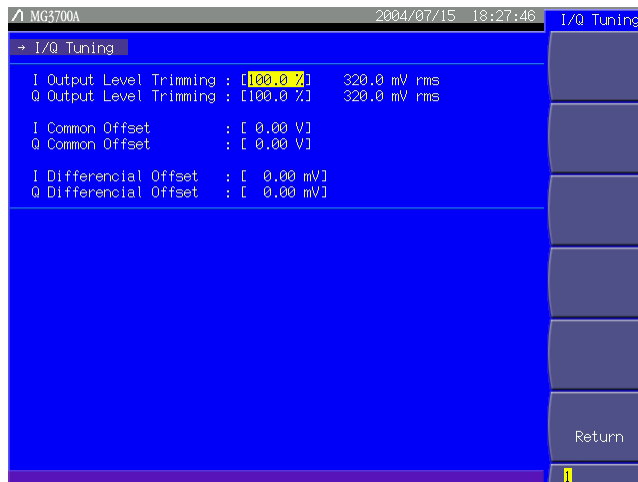 MG3700A 2004/07/15 18:27:46 I/Q Tuning
→ I/Q Tuning
I Output Level Trimming : [100.0 %] 320.0 mV rms
Q Output Level Trimming : [100.0 %] 320.0 mV rms
I Common Offset : [ 0.00 V]
Q Common Offset : [ 0.00 V]
I Differencial Offset : [ 0.00 mV]
Q Differencial Offset : [ 0.00 mV]
Return
1